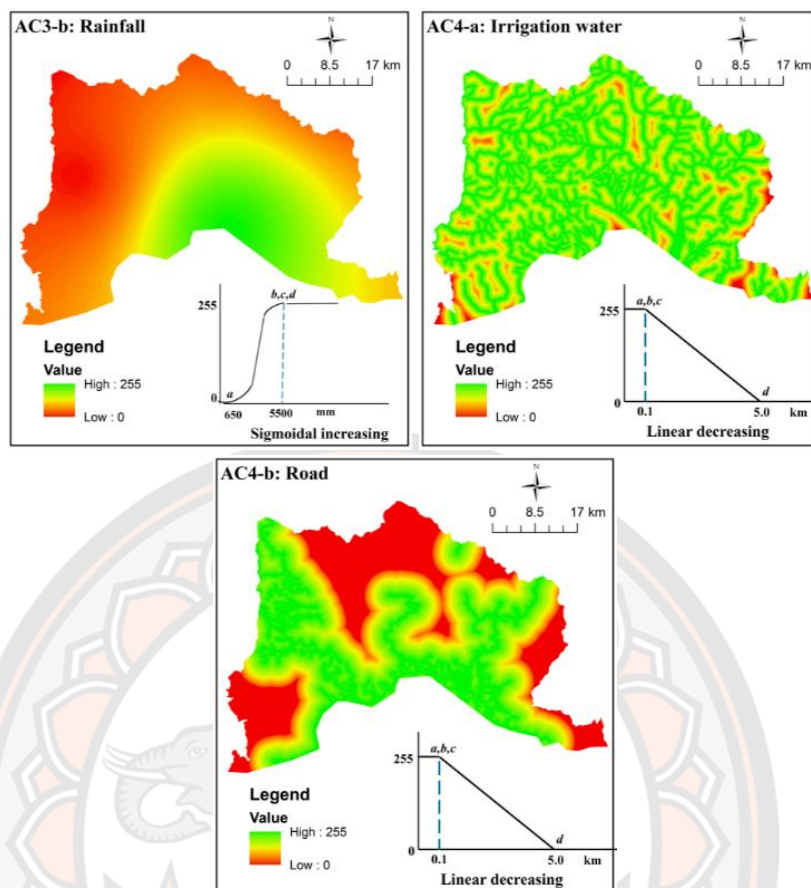 AC3-b: Rainfall
N
0 8.5 17 km
255
b,c,d
0
a
650 5500 mm
Sigmoidal increasing
Legend
Value
High : 255
Low : 0
AC4-a: Irrigation water
N
0 8.5 17 km
a,b,c
255
d
0
0.1 5.0 km
Linear decreasing
Legend
Value
High : 255
Low : 0
AC4-b: Road
N
0 8.5 17 km
a,b,c
255
d
0
0.1 5.0 km
Linear decreasing
Legend
Value
High : 255
Low : 0